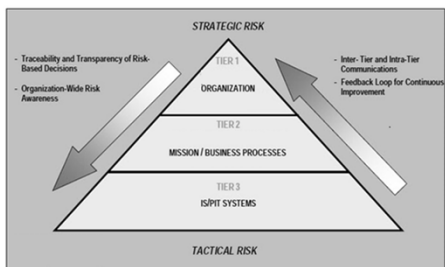 STRATEGIC RISK
- Traceability and Transparency of Risk-
Based Decisions
- Organization-Wide Risk
Awareness
- Inter- Tier and Intra-Tier
Communications
- Feedback Loop for Continuous
Improvement
TIER 1
ORGANIZATION
TIER 2
MISSION / BUSINESS PROCESSES
TIER 3
IS/PIT SYSTEMS
TACTICAL RISK